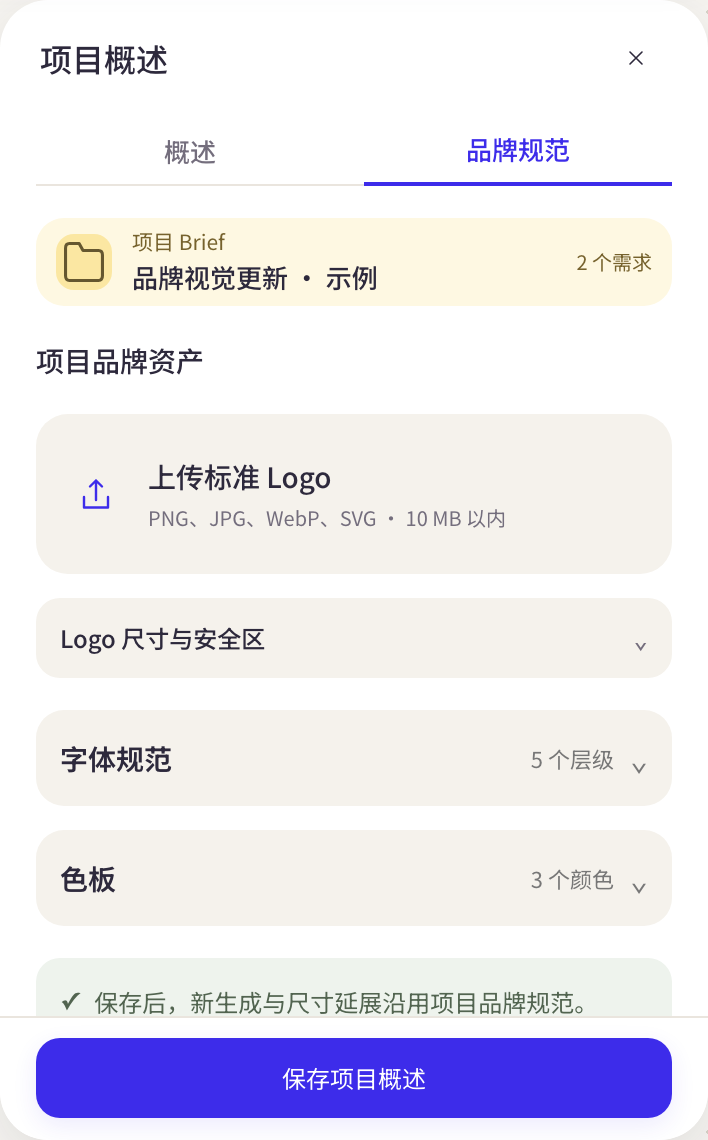 项目概述
概述
品牌规范
项目 Brief
品牌视觉更新 · 示例
2 个需求
项目品牌资产
上传标准 Logo
PNG、JPG、WebP、SVG · 10 MB 以内
Logo 尺寸与安全区
字体规范
5 个层级
色板
3 个颜色
✓ 保存后，新生成与尺寸延展沿用项目品牌规范。
保存项目概述